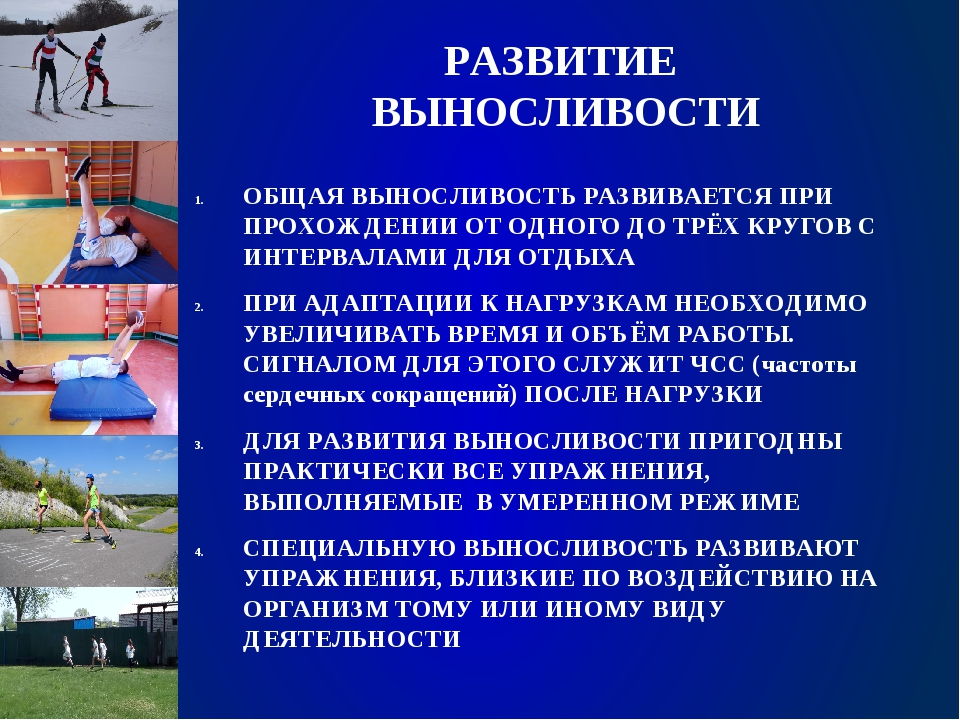 РАЗВИТИЕ
ВЫНОСЛИВОСТИ
1. ОБЩАЯ ВЫНОСЛИВОСТЬ РАЗВИВАЕТСЯ ПРИ
ПРОХОЖДЕНИИ ОТ ОДНОГО ДО ТРЁХ КРУГОВ С
ИНТЕРВАЛАМИ ДЛЯ ОТДЫХА
2. ПРИ АДАПТАЦИИ К НАГРУЗКАМ НЕОБХОДИМО
УВЕЛИЧИВАТЬ ВРЕМЯ И ОБЪЁМ РАБОТЫ.
СИГНАЛОМ ДЛЯ ЭТОГО СЛУЖИТ ЧСС (частоты
сердечных сокращений) ПОСЛЕ НАГРУЗКИ
3. ДЛЯ РАЗВИТИЯ ВЫНОСЛИВОСТИ ПРИГОДНЫ
ПРАКТИЧЕСКИ ВСЕ УПРАЖНЕНИЯ,
ВЫПОЛНЯЕМЫЕ В УМЕРЕННОМ РЕЖИМЕ
4. СПЕЦИАЛЬНУЮ ВЫНОСЛИВОСТЬ РАЗВИВАЮТ
УПРАЖНЕНИЯ, БЛИЗКИЕ ПО ВОЗДЕЙСТВИЮ НА
ОРГАНИЗМ ТОМУ ИЛИ ИНОМУ ВИДУ
ДЕЯТЕЛЬНОСТИ